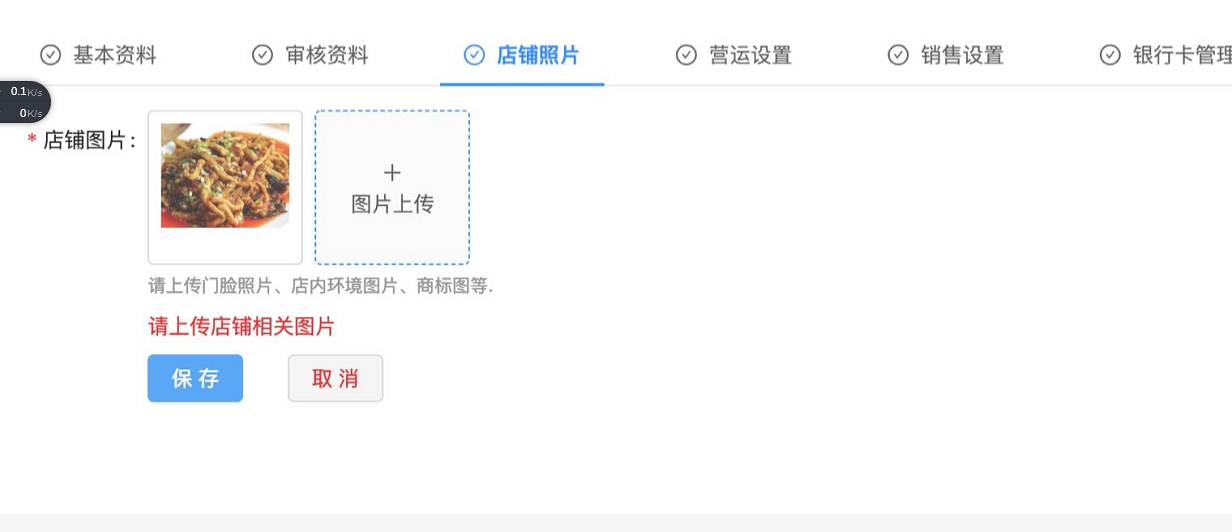 基本资料 审核资料 店铺照片 营运设置 销售设置 银行卡管理
0.1K/s
0K/s
* 店铺图片:
+
图片上传
请上传门脸照片、店内环境图片、商标图等.
请上传店铺相关图片
保存 取消